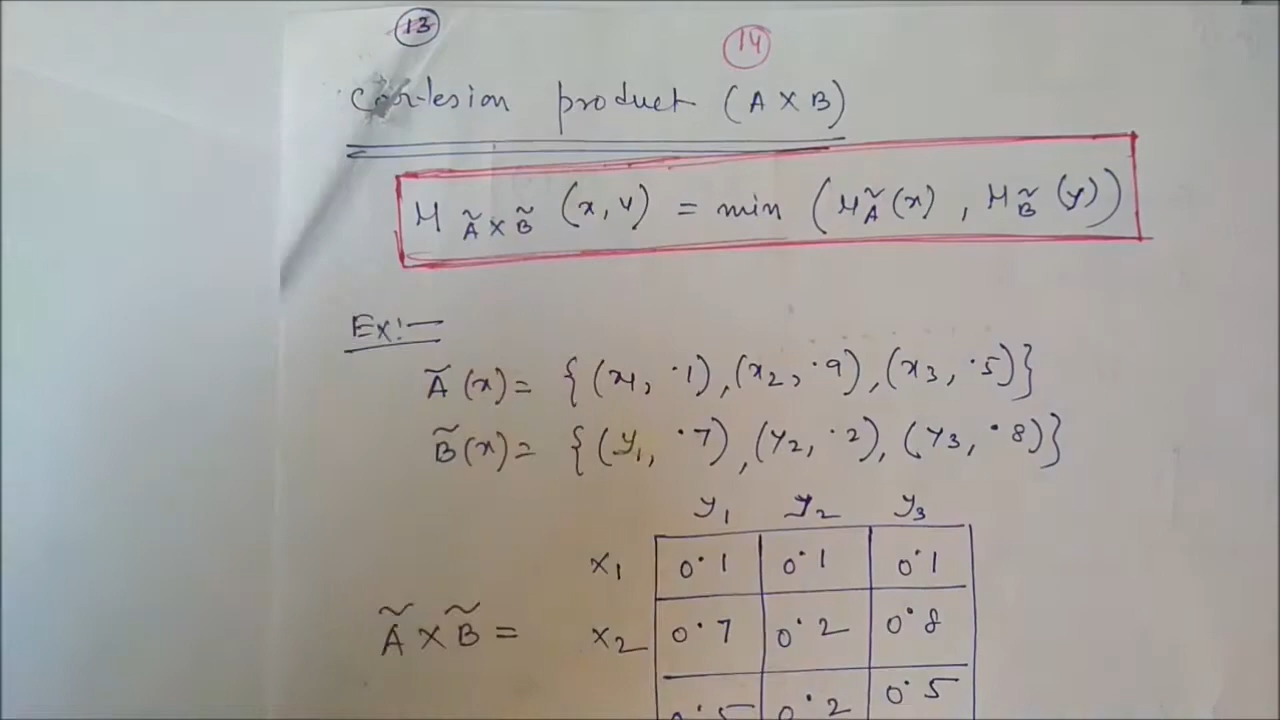 13
14
Cartesion product (A X B)
μ Ã x B̃ (x, y) = min (μ Ã (x), μ B̃ (y))
Ex:-
Ã (x) = {(x1, .1), (x2, .9), (x3, .5)}
B̃ (x) = {(y1, .7), (y2, .2), (y3, .8)}
y1 y2 y3
x1 0.1 0.1 0.1
Ã X B̃ = x2 0.7 0.2 0.8
0.5 0.2 0.5